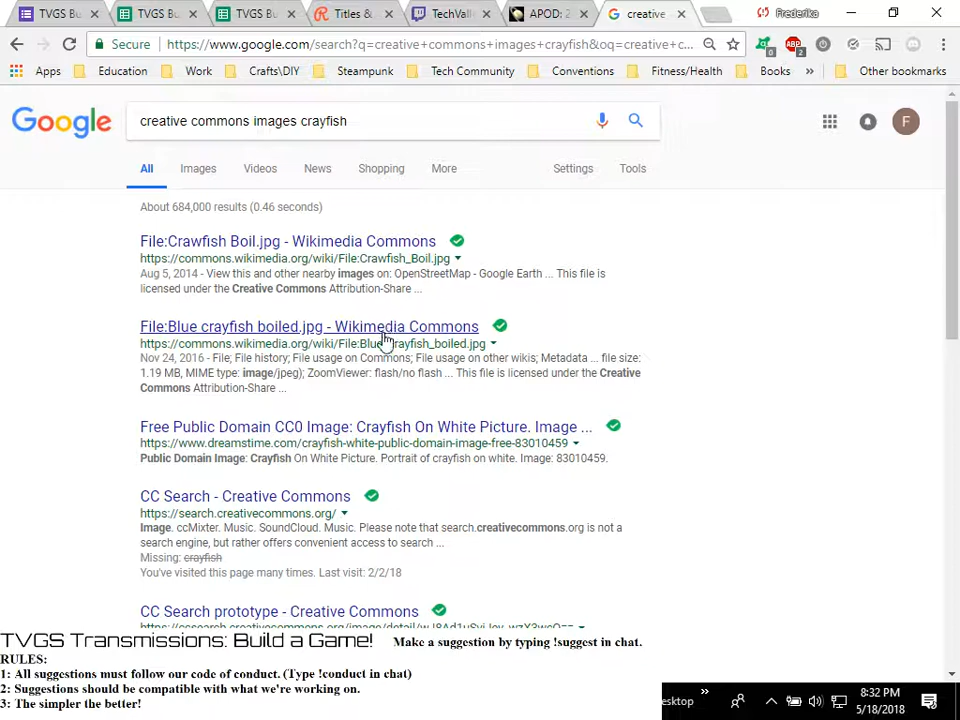 TVGS Bu
TVGS Bu
TVGS Bu
Titles &
TechVall
APOD: 2
creative
Frederika
Secure https://www.google.com/search?q=creative+commons+images+crayfish&oq=creative+c...
Apps Education Work Crafts\DIY Steampunk Tech Community Conventions Fitness/Health Books » Other bookmarks
Google
creative commons images crayfish
F
All Images Videos News Shopping More Settings Tools
About 684,000 results (0.46 seconds)
File:Crawfish Boil.jpg - Wikimedia Commons
https://commons.wikimedia.org/wiki/File:Crawfish_Boil.jpg
Aug 5, 2014 - View this and other nearby images on: OpenStreetMap - Google Earth ... This file is
licensed under the Creative Commons Attribution-Share ...
File:Blue crayfish boiled.jpg - Wikimedia Commons
https://commons.wikimedia.org/wiki/File:Blue_crayfish_boiled.jpg
Nov 24, 2016 - File; File history; File usage on Commons; File usage on other wikis; Metadata ... file size:
1.19 MB, MIME type: image/jpeg); ZoomViewer: flash/no flash ... This file is licensed under the Creative
Commons Attribution-Share ...
Free Public Domain CC0 Image: Crayfish On White Picture. Image ...
https://www.dreamstime.com/crayfish-white-public-domain-image-free-83010459
Public Domain Image: Crayfish On White Picture. Portrait of crayfish on white. Image: 83010459.
CC Search - Creative Commons
https://search.creativecommons.org/
Image. ccMixter. Music. SoundCloud. Music. Please note that search.creativecommons.org is not a
search engine, but rather offers convenient access to search ...
Missing: crayfish
You've visited this page many times. Last visit: 2/2/18
CC Search prototype - Creative Commons
TVGS Transmissions: Build a Game! Make a suggestion by typing !suggest in chat.
RULES:
1: All suggestions must follow our code of conduct. (Type !conduct in chat)
2: Suggestions should be compatible with what we're working on.
3: The simpler the better!
esktop »
8:32 PM
5/18/2018